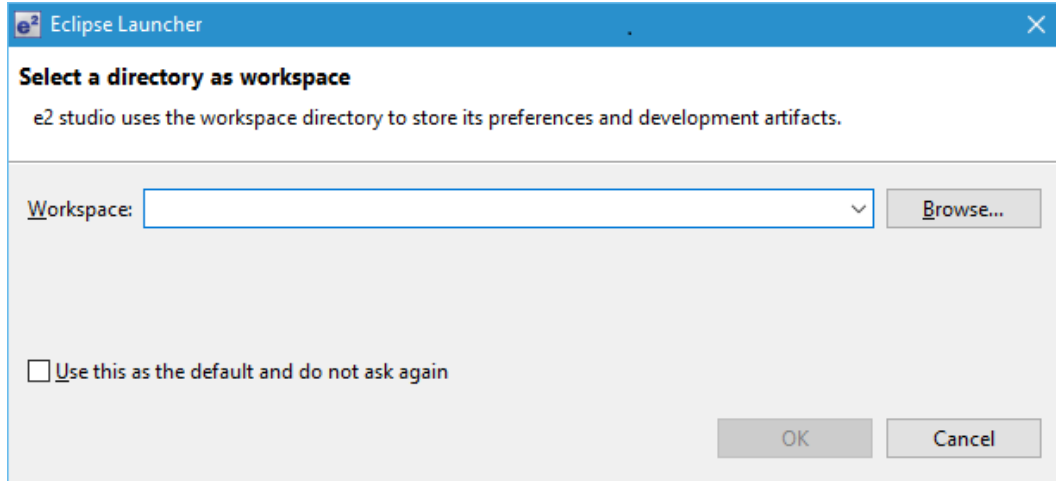 e² Eclipse Launcher
Select a directory as workspace
e2 studio uses the workspace directory to store its preferences and development artifacts.
Workspace: Browse...
Use this as the default and do not ask again
OK Cancel